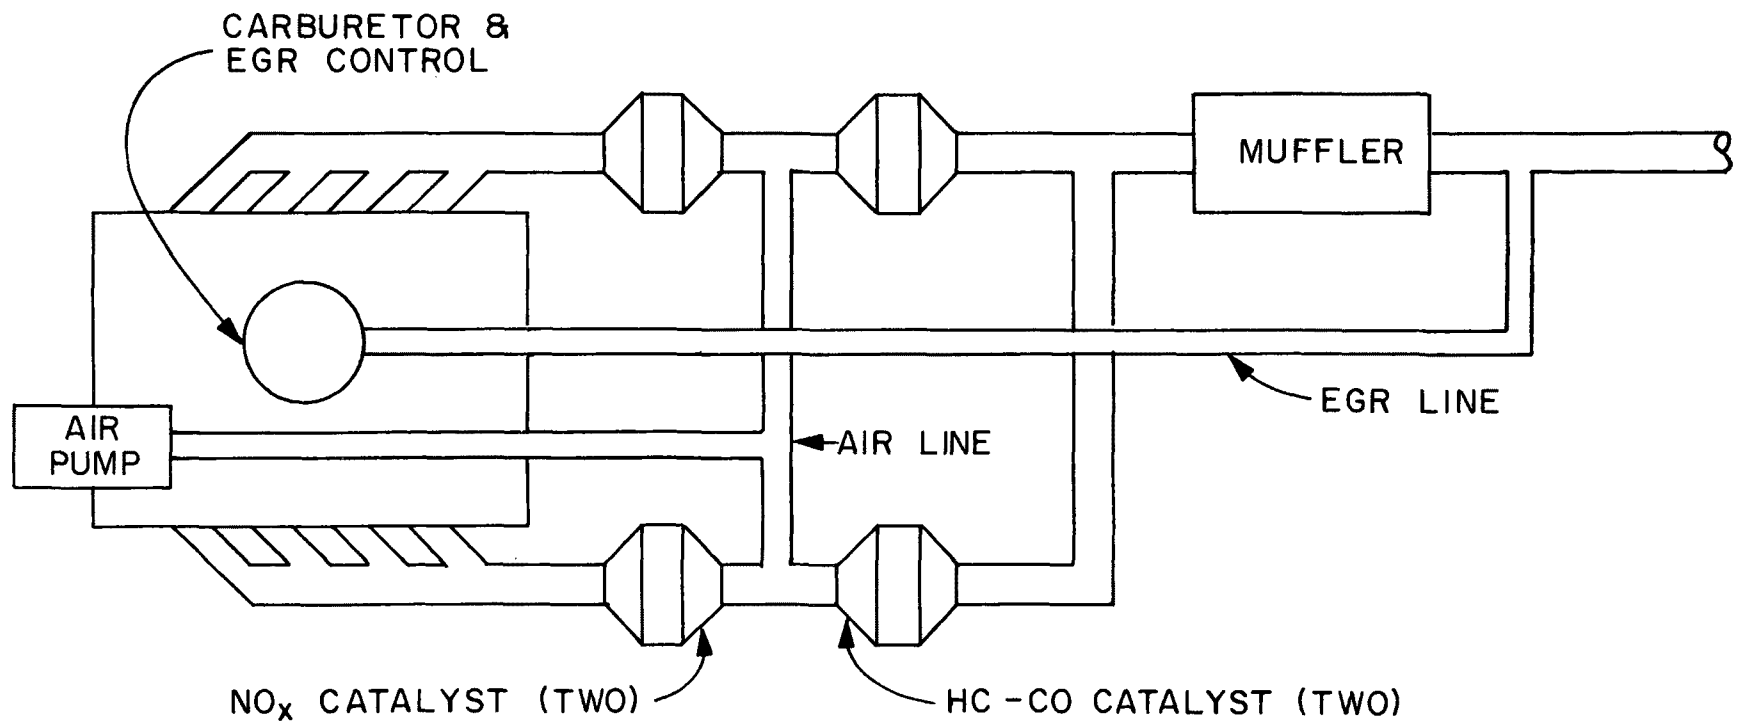 CARBURETOR &
EGR CONTROL
MUFFLER
EGR LINE
AIR
PUMP
AIR LINE
NOx CATALYST (TWO)
HC-CO CATALYST (TWO)